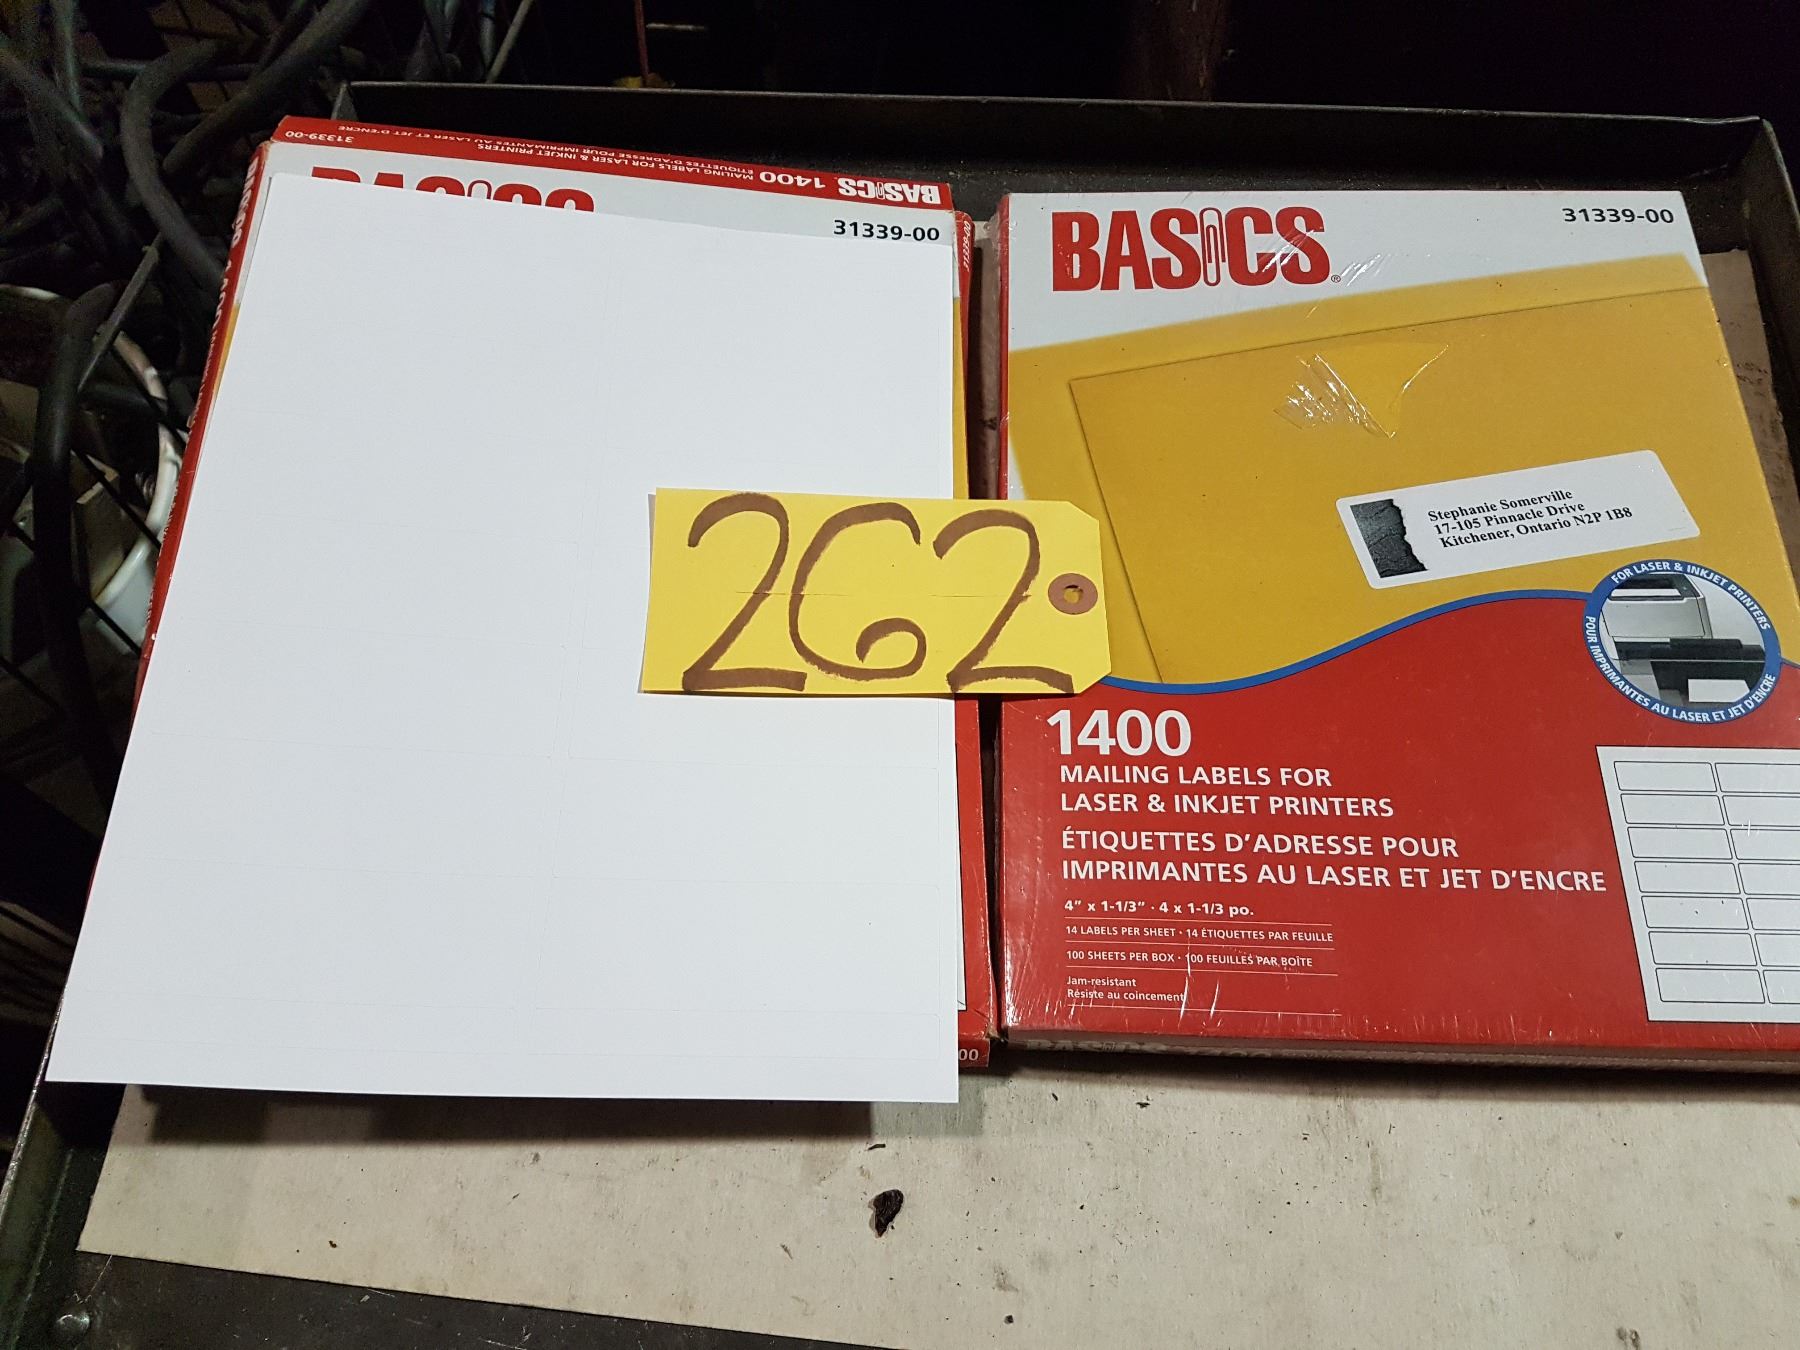 31339-00
MAILING LABELS FOR LASER & INKJET PRINTERS
ÉTIQUETTES D'ADRESSE POUR IMPRIMANTES AU LASER ET JET D'ENCRE
1400
BASICS
BASICS
31339-00
262
00
BASICS®
31339-00
Stephanie Somerville
17-105 Pinnacle Drive
Kitchener, Ontario N2P 1B8
FOR LASER & INKJET PRINTERS
POUR IMPRIMANTES AU LASER ET JET D'ENCRE
1400
MAILING LABELS FOR
LASER & INKJET PRINTERS
ÉTIQUETTES D'ADRESSE POUR
IMPRIMANTES AU LASER ET JET D'ENCRE
4" x 1-1/3" · 4 x 1-1/3 po.
14 LABELS PER SHEET · 14 ÉTIQUETTES PAR FEUILLE
100 SHEETS PER BOX · 100 FEUILLES PAR BOÎTE
Jam-resistant
Résiste au coincement